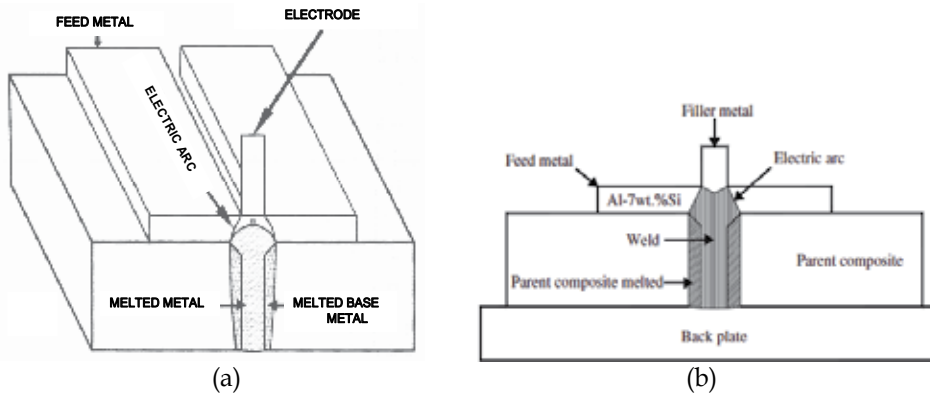 FEED METAL
ELECTRODE
ELECTRIC ARC
MELTED METAL
MELTED BASE
METAL
(a)
Filler metal
Electric arc
Feed metal
Al-7wt.%Si
Weld
Parent composite
Parent composite melted
Back plate
(b)